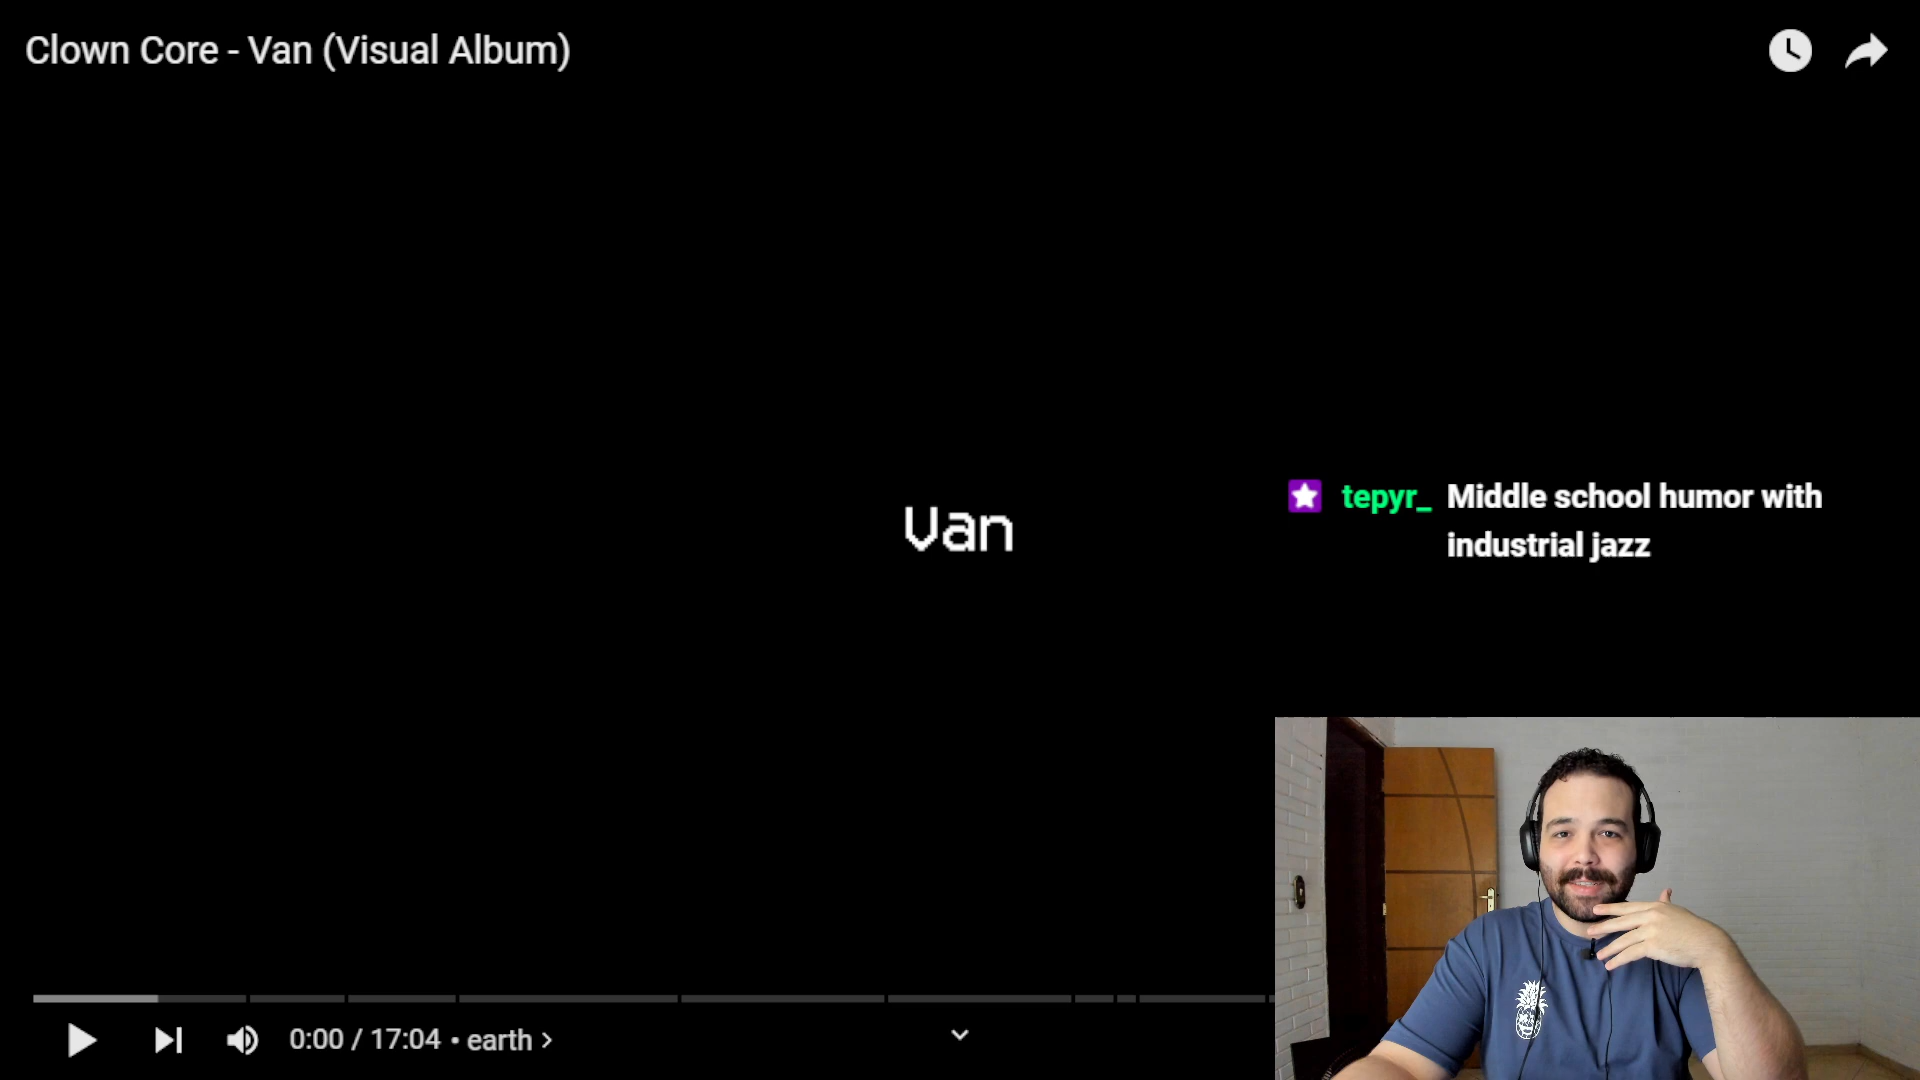 Clown Core - Van (Visual Album)
Van
tepyr_ Middle school humor with
industrial jazz
0:00 / 17:04 • earth ›